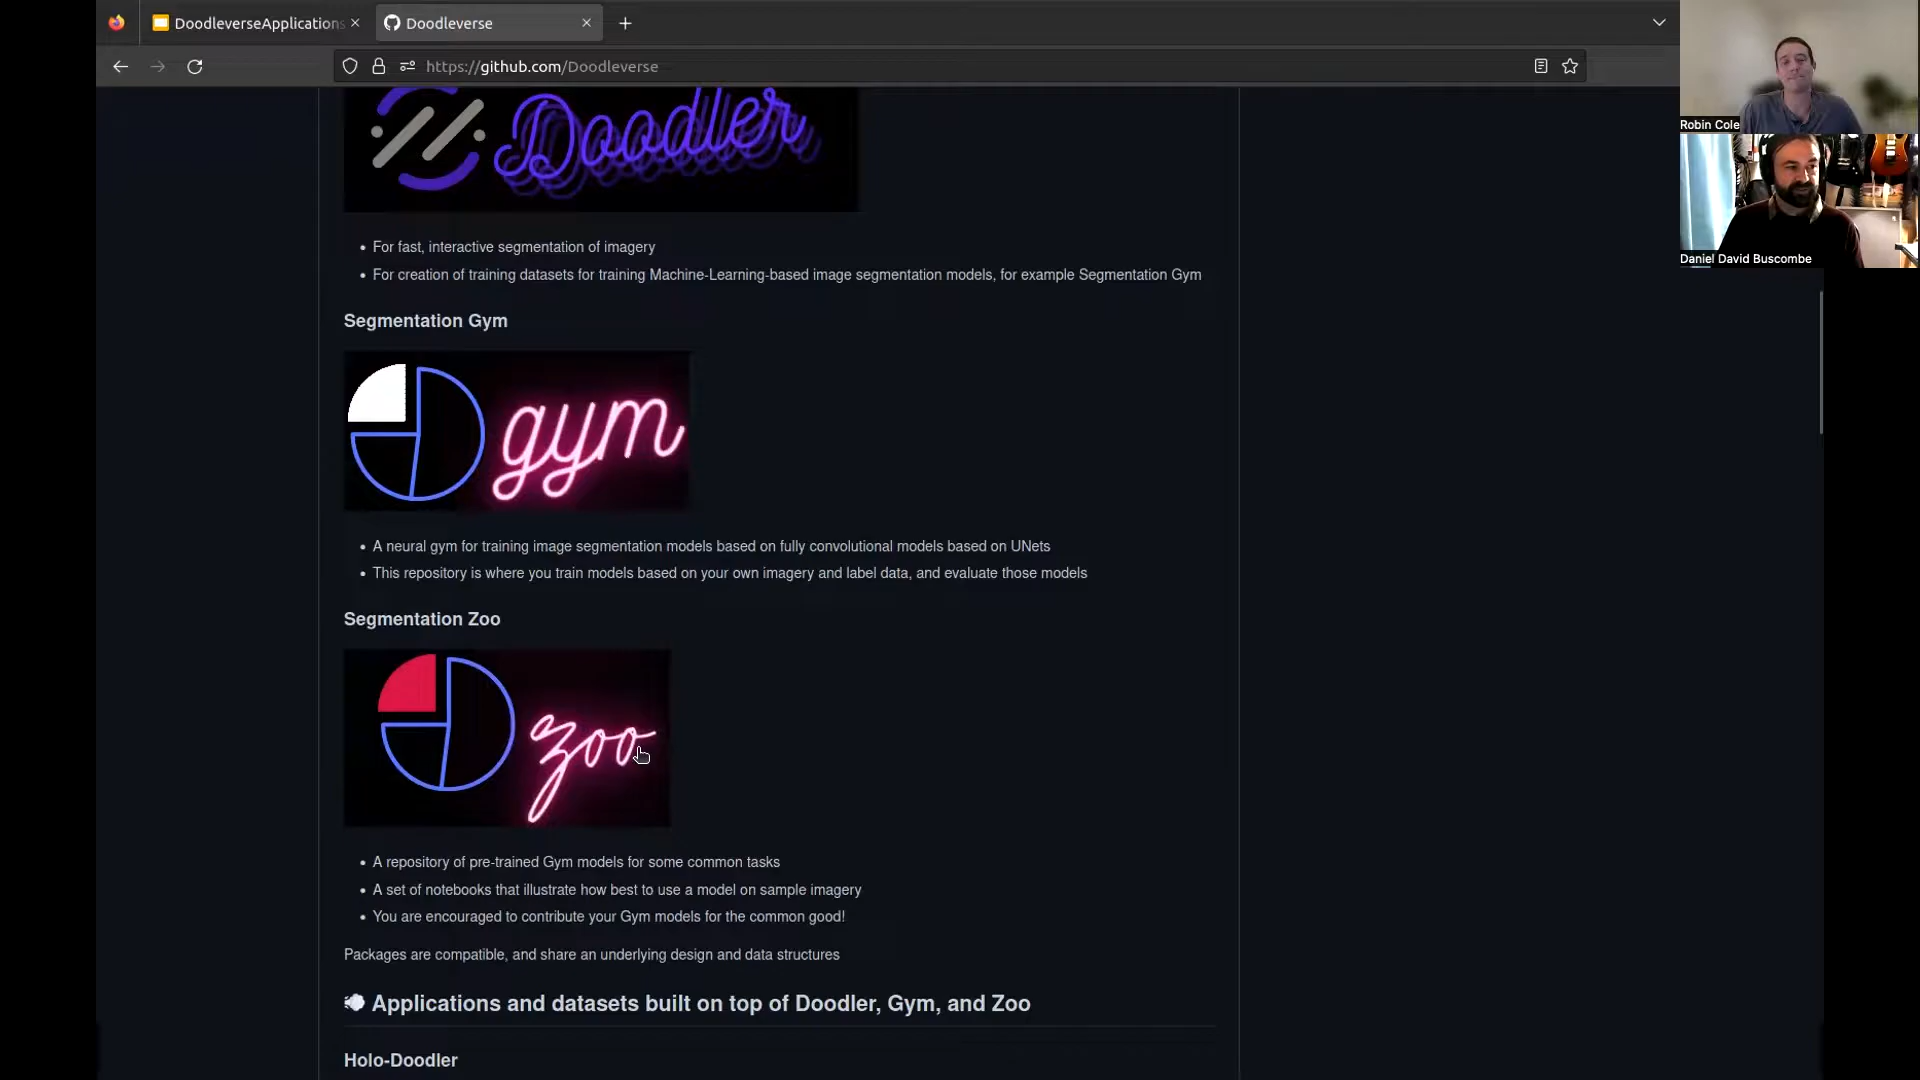 DoodleverseApplications
Doodleverse
https://github.com/Doodleverse
Robin Cole
Daniel David Buscombe
Doodler
For fast, interactive segmentation of imagery
For creation of training datasets for training Machine-Learning-based image segmentation models, for example Segmentation Gym
Segmentation Gym
gym
A neural gym for training image segmentation models based on fully convolutional models based on UNets
This repository is where you train models based on your own imagery and label data, and evaluate those models
Segmentation Zoo
zoo
A repository of pre-trained Gym models for some common tasks
A set of notebooks that illustrate how best to use a model on sample imagery
You are encouraged to contribute your Gym models for the common good!
Packages are compatible, and share an underlying design and data structures
Applications and datasets built on top of Doodler, Gym, and Zoo
Holo-Doodler